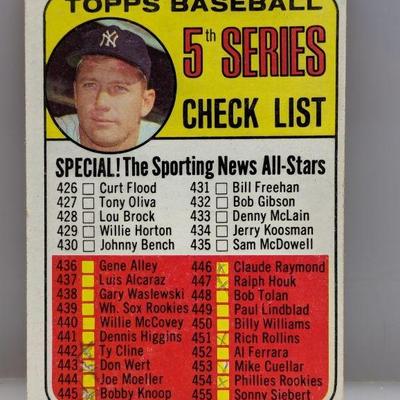 TOPPS BASEBALL
5th SERIES
CHECK LIST
SPECIAL! The Sporting News All-Stars
426 Curt Flood
427 Tony Oliva
428 Lou Brock
429 Willie Horton
430 Johnny Bench
431 Bill Freehan
432 Bob Gibson
433 Denny McLain
434 Jerry Koosman
435 Sam McDowell
436 Gene Alley
437 Luis Alcaraz
438 Gary Waslewski
439 Wh. Sox Rookies
440 Willie McCovey
441 Dennis Higgins
442 Ty Cline
443 Don Wert
444 Joe Moeller
445 Bobby Knoop
446 Claude Raymond
447 Ralph Houk
448 Bob Tolan
449 Paul Lindblad
450 Billy Williams
451 Rich Rollins
452 Al Ferrara
453 Mike Cuellar
454 Phillies Rookies
455 Sonny Siebert